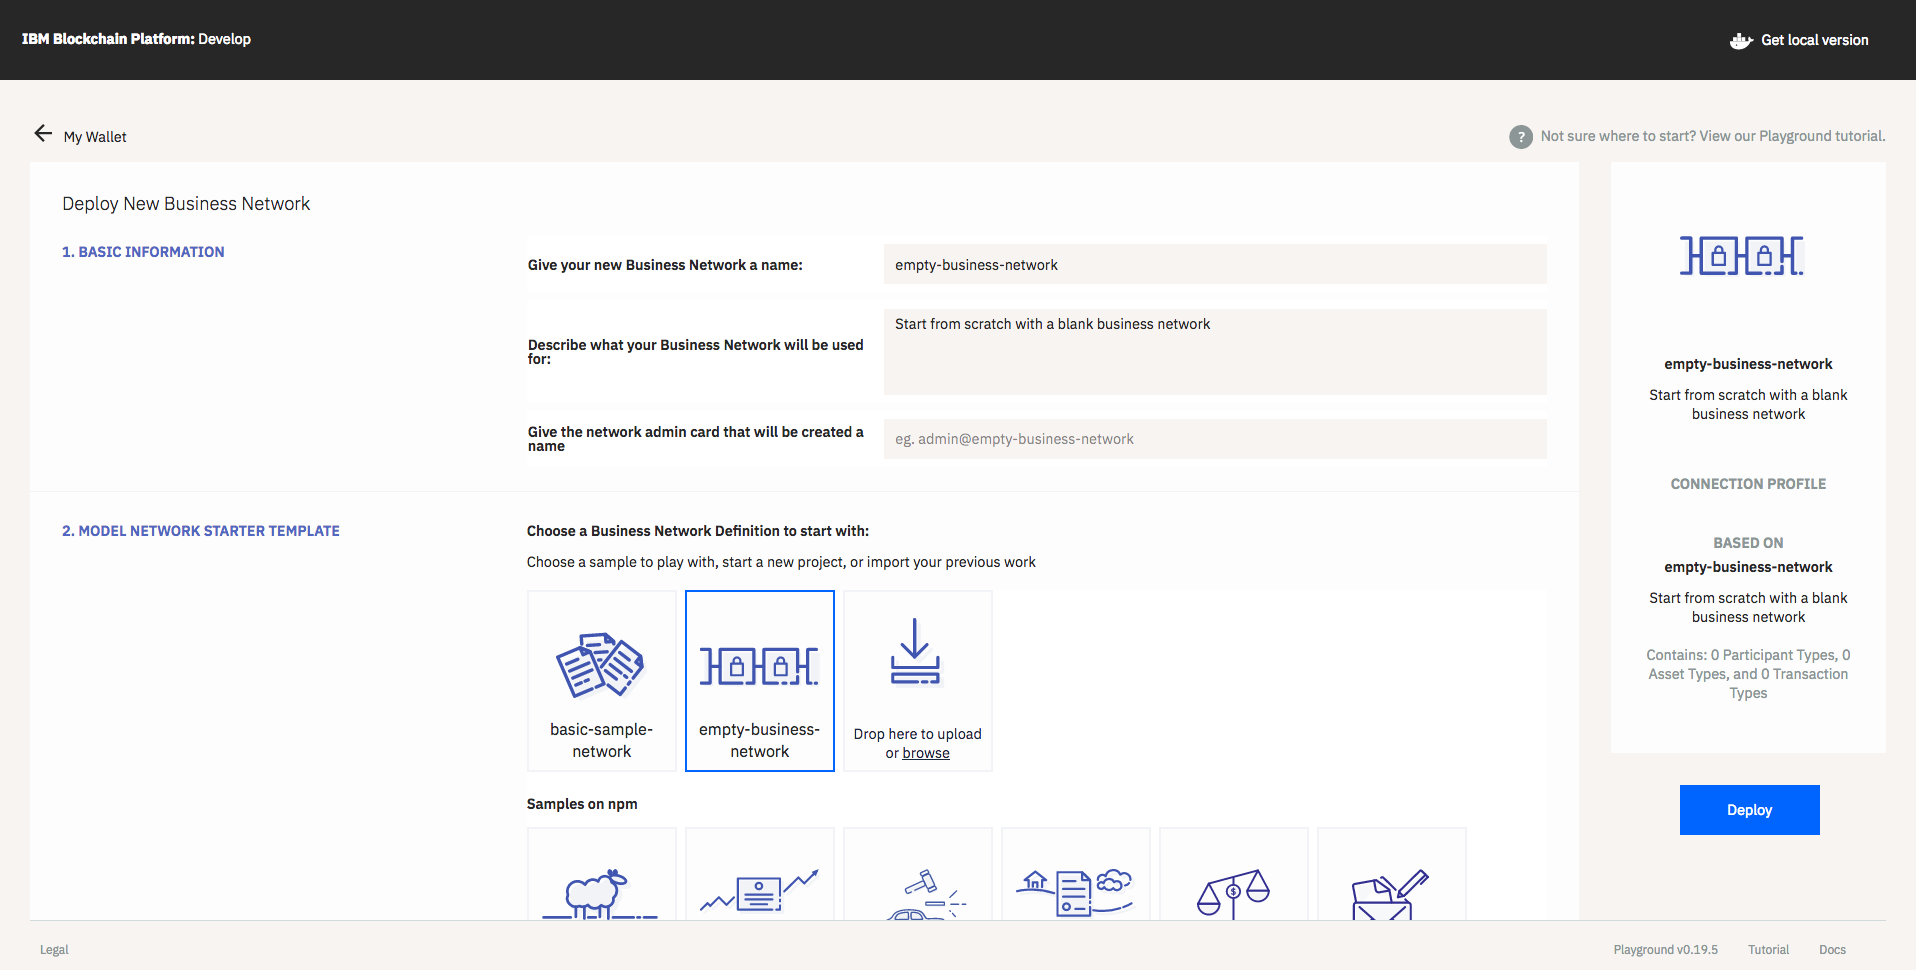 IBM Blockchain Platform: Develop
Get local version
My Wallet
? Not sure where to start? View our Playground tutorial.
Deploy New Business Network
1. BASIC INFORMATION
Give your new Business Network a name:
empty-business-network
Describe what your Business Network will be used
for:
Start from scratch with a blank business network
Give the network admin card that will be created a
name
eg. admin@empty-business-network
2. MODEL NETWORK STARTER TEMPLATE
Choose a Business Network Definition to start with:
Choose a sample to play with, start a new project, or import your previous work
basic-sample-
network
empty-business-
network
Drop here to upload
or browse
Samples on npm
$
empty-business-network
Start from scratch with a blank
business network
CONNECTION PROFILE
BASED ON
empty-business-network
Start from scratch with a blank
business network
Contains: 0 Participant Types, 0
Asset Types, and 0 Transaction
Types
Deploy
Legal
Playground v0.19.5
Tutorial
Docs